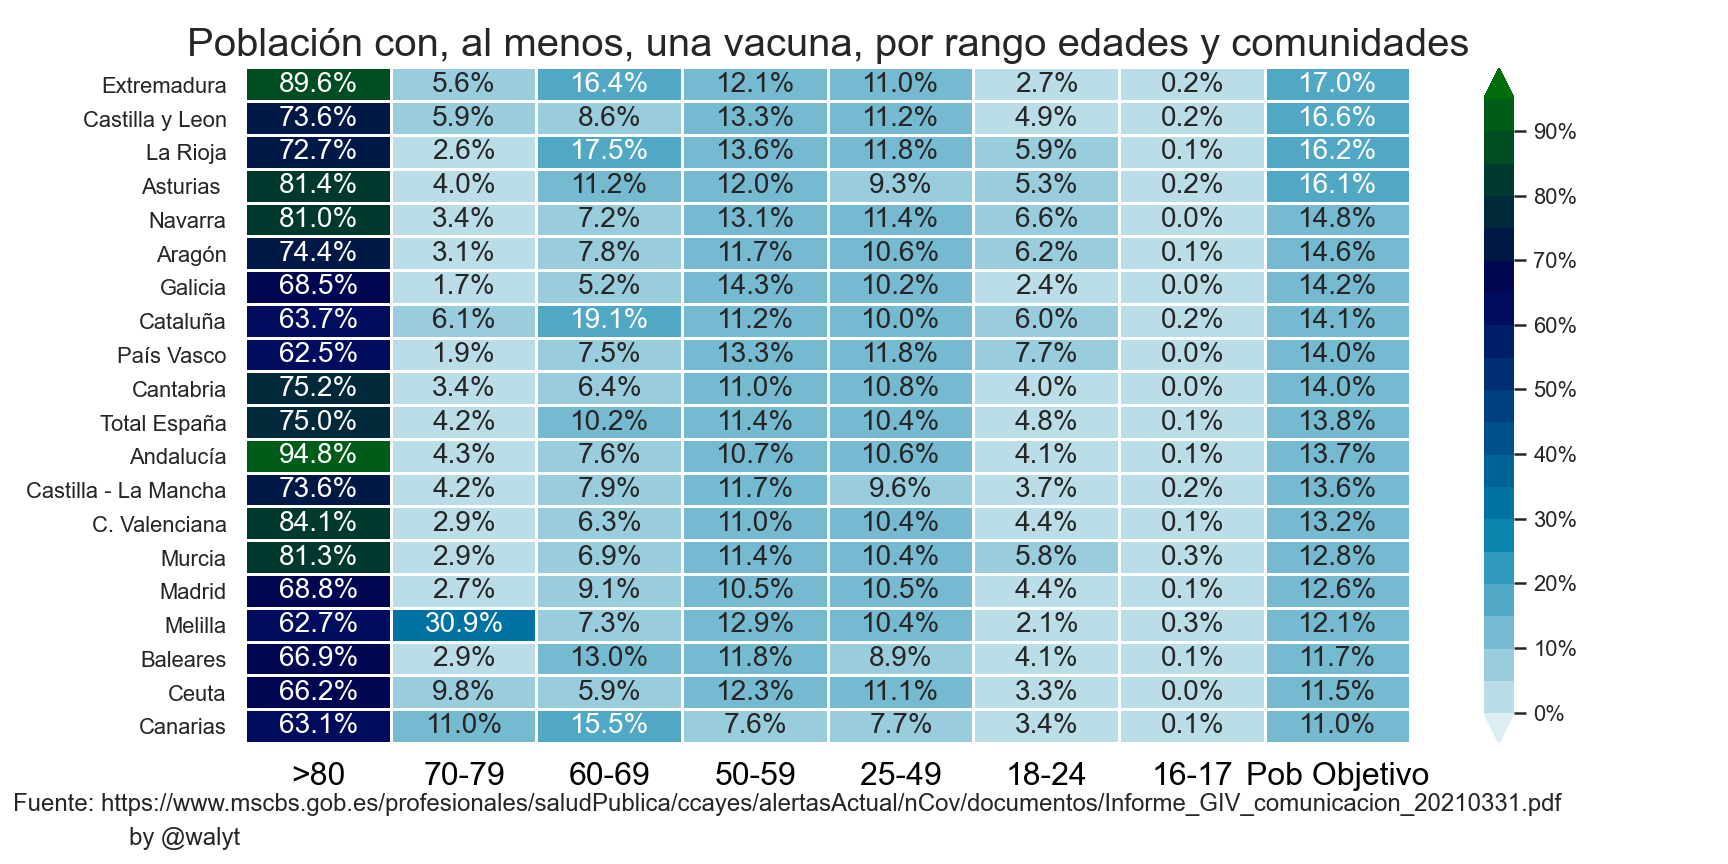 Población con, al menos, una vacuna, por rango edades y comunidades
Extremadura 89.6% 5.6% 16.4% 12.1% 11.0% 2.7% 0.2% 17.0%
Castilla y Leon 73.6% 5.9% 8.6% 13.3% 11.2% 4.9% 0.2% 16.6%
La Rioja 72.7% 2.6% 17.5% 13.6% 11.8% 5.9% 0.1% 16.2%
Asturias 81.4% 4.0% 11.2% 12.0% 9.3% 5.3% 0.2% 16.1%
Navarra 81.0% 3.4% 7.2% 13.1% 11.4% 6.6% 0.0% 14.8%
Aragón 74.4% 3.1% 7.8% 11.7% 10.6% 6.2% 0.1% 14.6%
Galicia 68.5% 1.7% 5.2% 14.3% 10.2% 2.4% 0.0% 14.2%
Cataluña 63.7% 6.1% 19.1% 11.2% 10.0% 6.0% 0.2% 14.1%
País Vasco 62.5% 1.9% 7.5% 13.3% 11.8% 7.7% 0.0% 14.0%
Cantabria 75.2% 3.4% 6.4% 11.0% 10.8% 4.0% 0.0% 14.0%
Total España 75.0% 4.2% 10.2% 11.4% 10.4% 4.8% 0.1% 13.8%
Andalucía 94.8% 4.3% 7.6% 10.7% 10.6% 4.1% 0.1% 13.7%
Castilla - La Mancha 73.6% 4.2% 7.9% 11.7% 9.6% 3.7% 0.2% 13.6%
C. Valenciana 84.1% 2.9% 6.3% 11.0% 10.4% 4.4% 0.1% 13.2%
Murcia 81.3% 2.9% 6.9% 11.4% 10.4% 5.8% 0.3% 12.8%
Madrid 68.8% 2.7% 9.1% 10.5% 10.5% 4.4% 0.1% 12.6%
Melilla 62.7% 30.9% 7.3% 12.9% 10.4% 2.1% 0.3% 12.1%
Baleares 66.9% 2.9% 13.0% 11.8% 8.9% 4.1% 0.1% 11.7%
Ceuta 66.2% 9.8% 5.9% 12.3% 11.1% 3.3% 0.0% 11.5%
Canarias 63.1% 11.0% 15.5% 7.6% 7.7% 3.4% 0.1% 11.0%
>80 70-79 60-69 50-59 25-49 18-24 16-17 Pob Objetivo
90%
80%
70%
60%
50%
40%
30%
20%
10%
0%
Fuente: https://www.mscbs.gob.es/profesionales/saludPublica/ccayes/alertasActual/nCov/documentos/Informe_GIV_comunicacion_20210331.pdf
by @walyt